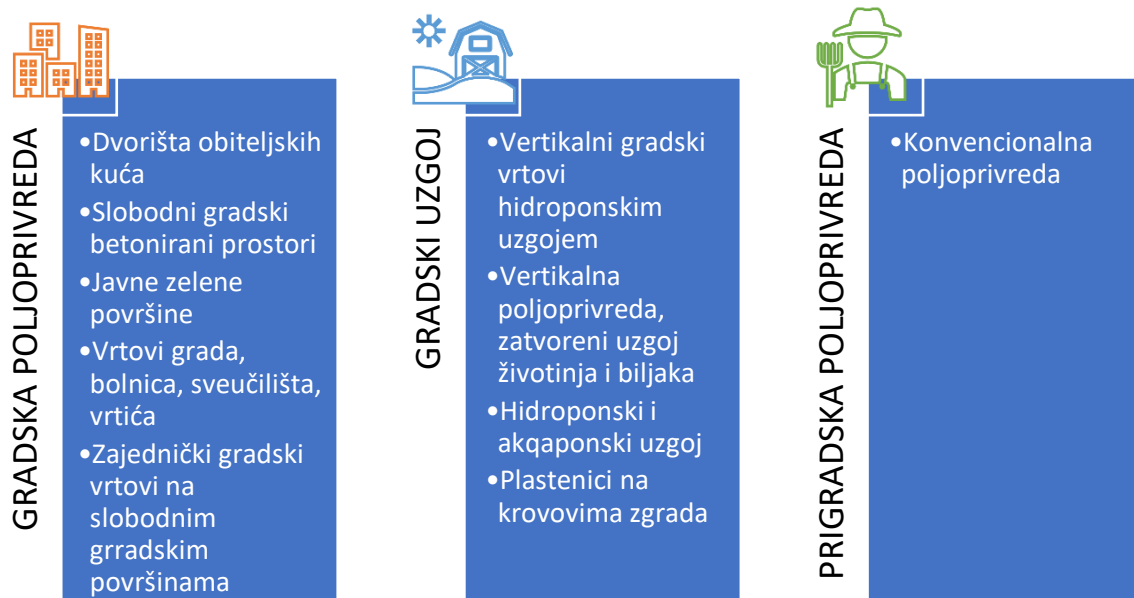 GRADSKA POLJOPRIVREDA
•Dvorišta obiteljskih
kuća
•Slobodni gradski
betonirani prostori
•Javne zelene
površine
•Vrtovi grada,
bolnica, sveučilišta,
vrtića
•Zajednički gradski
vrtovi na
slobodnim
grradskim
površinama
GRADSKI UZGOJ
•Vertikalni gradski
vrtovi
hidroponskim
uzgojem
•Vertikalna
poljoprivreda,
zatvoreni uzgoj
životinja i biljaka
•Hidroponski i
akqaponski uzgoj
•Plastenici na
krovovima zgrada
PRIGRADSKA POLJOPRIVREDA
•Konvencionalna
poljoprivreda